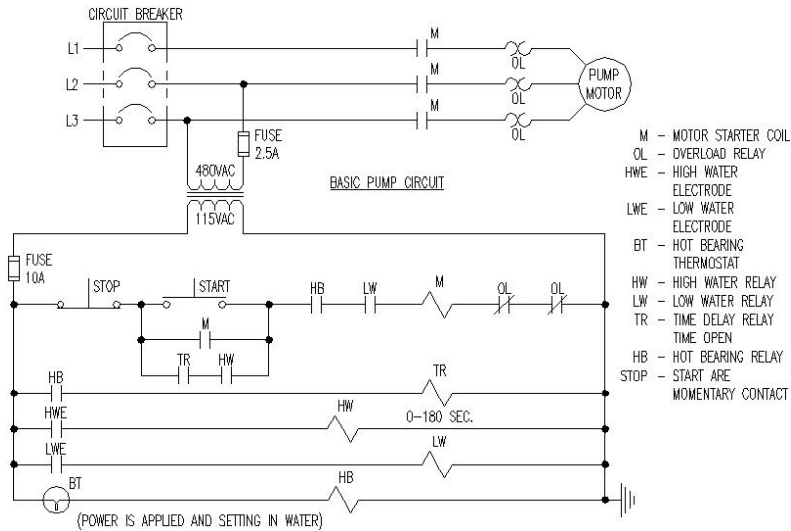 CIRCUIT BREAKER
L1
M
OL
L2
M
OL
PUMP
MOTOR
L3
M
OL
FUSE
2.5A
480VAC
115VAC
BASIC PUMP CIRCUIT
M – MOTOR STARTER COIL
OL – OVERLOAD RELAY
HWE – HIGH WATER
ELECTRODE
LWE – LOW WATER
ELECTRODE
BT – HOT BEARING
THERMOSTAT
HW – HIGH WATER RELAY
LW – LOW WATER RELAY
TR – TIME DELAY RELAY
TIME OPEN
HB – HOT BEARING RELAY
STOP – START ARE
MOMENTARY CONTACT
FUSE
10A
STOP
START
HB
LW
M
OL
OL
M
TR
HW
HB
TR
HWE
HW
0–180 SEC.
LWE
LW
BT
HB
(POWER IS APPLIED AND SETTING IN WATER)